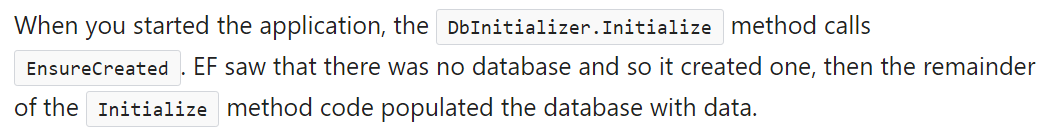 When you started the application, the DbInitializer.Initialize method calls
EnsureCreated. EF saw that there was no database and so it created one, then the remainder
of the Initialize method code populated the database with data.